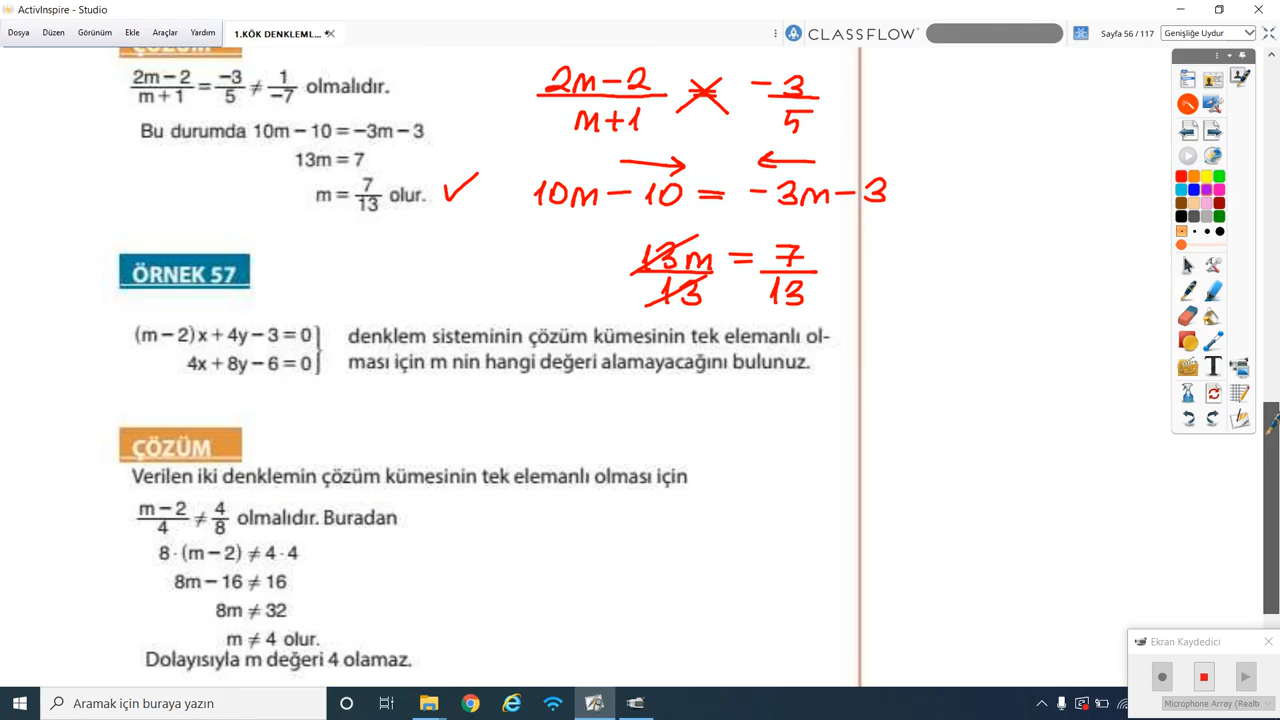 ActivInspire - Studio
Dosya Düzen Görünüm Ekle Araçlar Yardım 1.KÖK DENKLEML... CLASSFLOW Sayfa 56 / 117 Genişliğe Uydur
ÇÖZÜM
2m − 2 / m + 1 = −3 / 5 ≠ 1 / −7 olmalıdır.
Bu durumda 10m − 10 = −3m − 3
13m = 7
m = 7 / 13 olur. ✓
2m − 2 / m + 1 = −3 / 5
10m − 10 = −3m − 3
13m / 13 = 7 / 13
ÖRNEK 57
(m − 2)x + 4y − 3 = 0
4x + 8y − 6 = 0
denklem sisteminin çözüm kümesinin tek elemanlı ol-
ması için m nin hangi değeri alamayacağını bulunuz.
ÇÖZÜM
Verilen iki denklemin çözüm kümesinin tek elemanlı olması için
m − 2 / 4 ≠ 4 / 8 olmalıdır. Buradan
8 · (m − 2) ≠ 4 · 4
8m − 16 ≠ 16
8m ≠ 32
m ≠ 4 olur.
Dolayısıyla m değeri 4 olamaz.
Ekran Kaydedici
Microphone Array (Realte
Aramak için buraya yazın